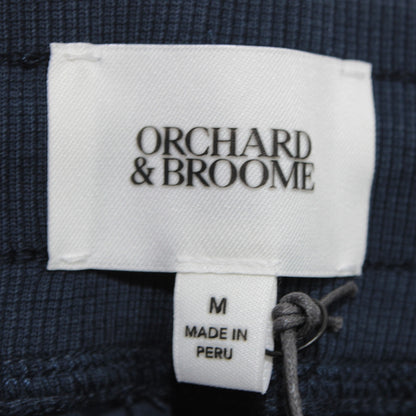 ORCHARD
& BROOME
M
MADE IN
PERU